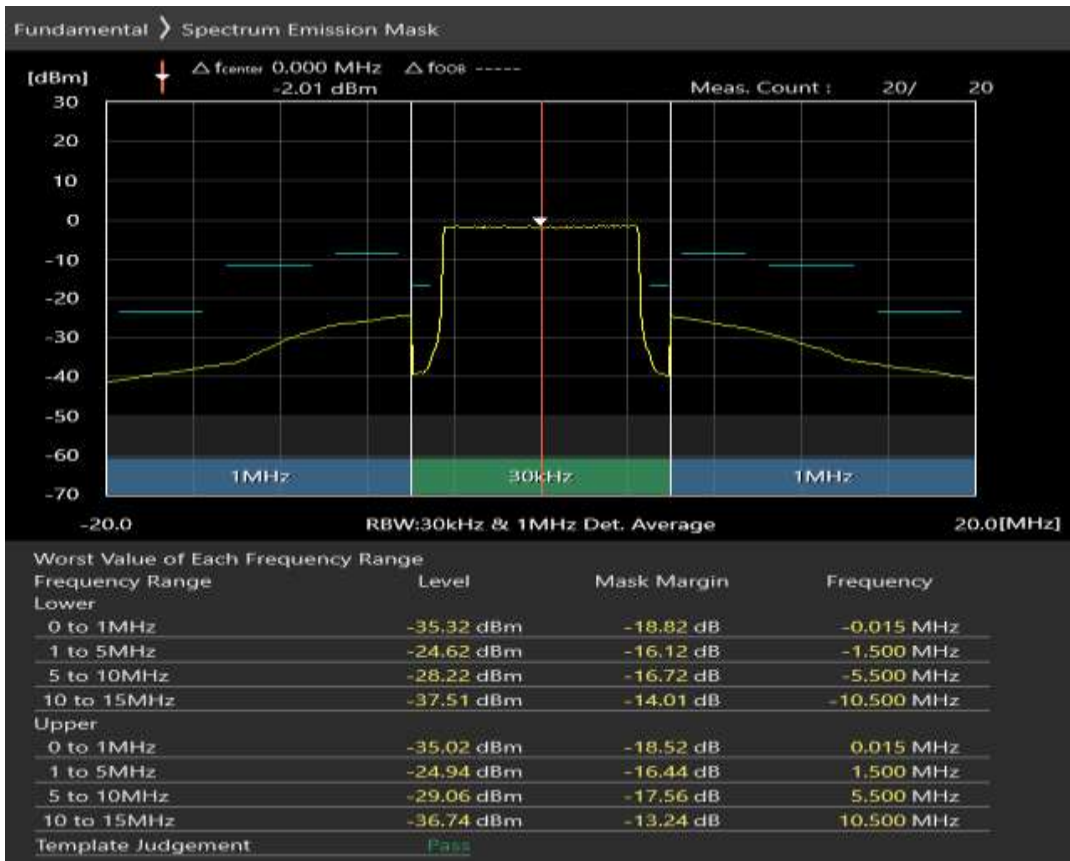 Fundamental ❯ Spectrum Emission Mask
△ fcenter 0.000 MHz △ fOOB -----
[dBm] -2.01 dBm Meas. Count : 20/ 20
30
20
10
0
-10
-20
-30
-40
-50
-60
1MHz 30kHz 1MHz
-70
-20.0 RBW:30kHz & 1MHz Det. Average 20.0[MHz]
Worst Value of Each Frequency Range
Frequency Range Level Mask Margin Frequency
Lower
0 to 1MHz -35.32 dBm -18.82 dB -0.015 MHz
1 to 5MHz -24.62 dBm -16.12 dB -1.500 MHz
5 to 10MHz -28.22 dBm -16.72 dB -5.500 MHz
10 to 15MHz -37.51 dBm -14.01 dB -10.500 MHz
Upper
0 to 1MHz -35.02 dBm -18.52 dB 0.015 MHz
1 to 5MHz -24.94 dBm -16.44 dB 1.500 MHz
5 to 10MHz -29.06 dBm -17.56 dB 5.500 MHz
10 to 15MHz -36.74 dBm -13.24 dB 10.500 MHz
Template Judgement Pass